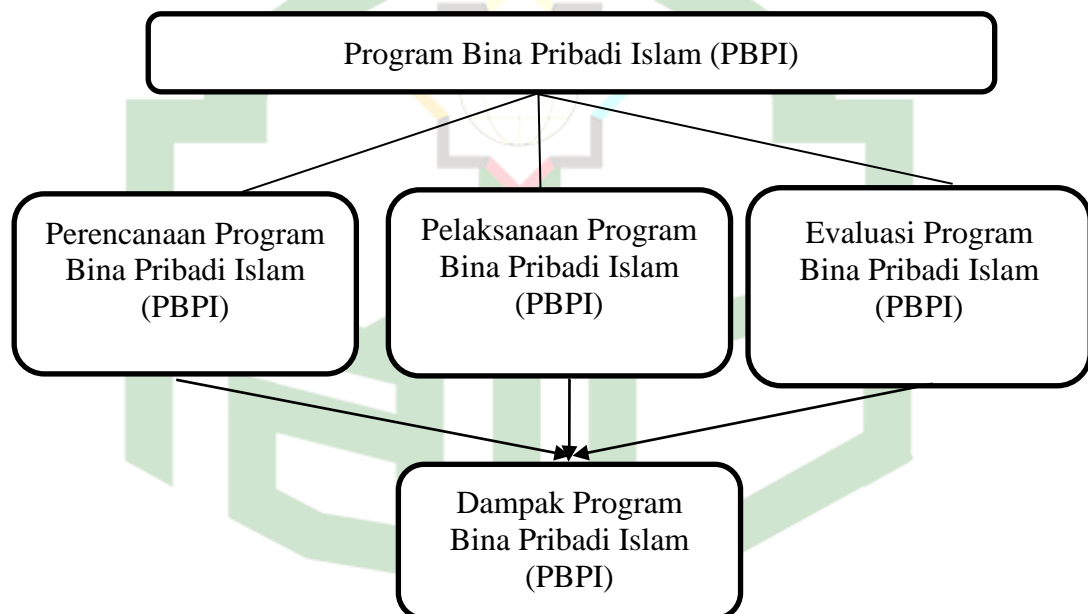 Program Bina Pribadi Islam (PBPI)
Perencanaan Program
Bina Pribadi Islam
(PBPI)
Pelaksanaan Program
Bina Pribadi Islam
(PBPI)
Evaluasi Program
Bina Pribadi Islam
(PBPI)
Dampak Program
Bina Pribadi Islam
(PBPI)